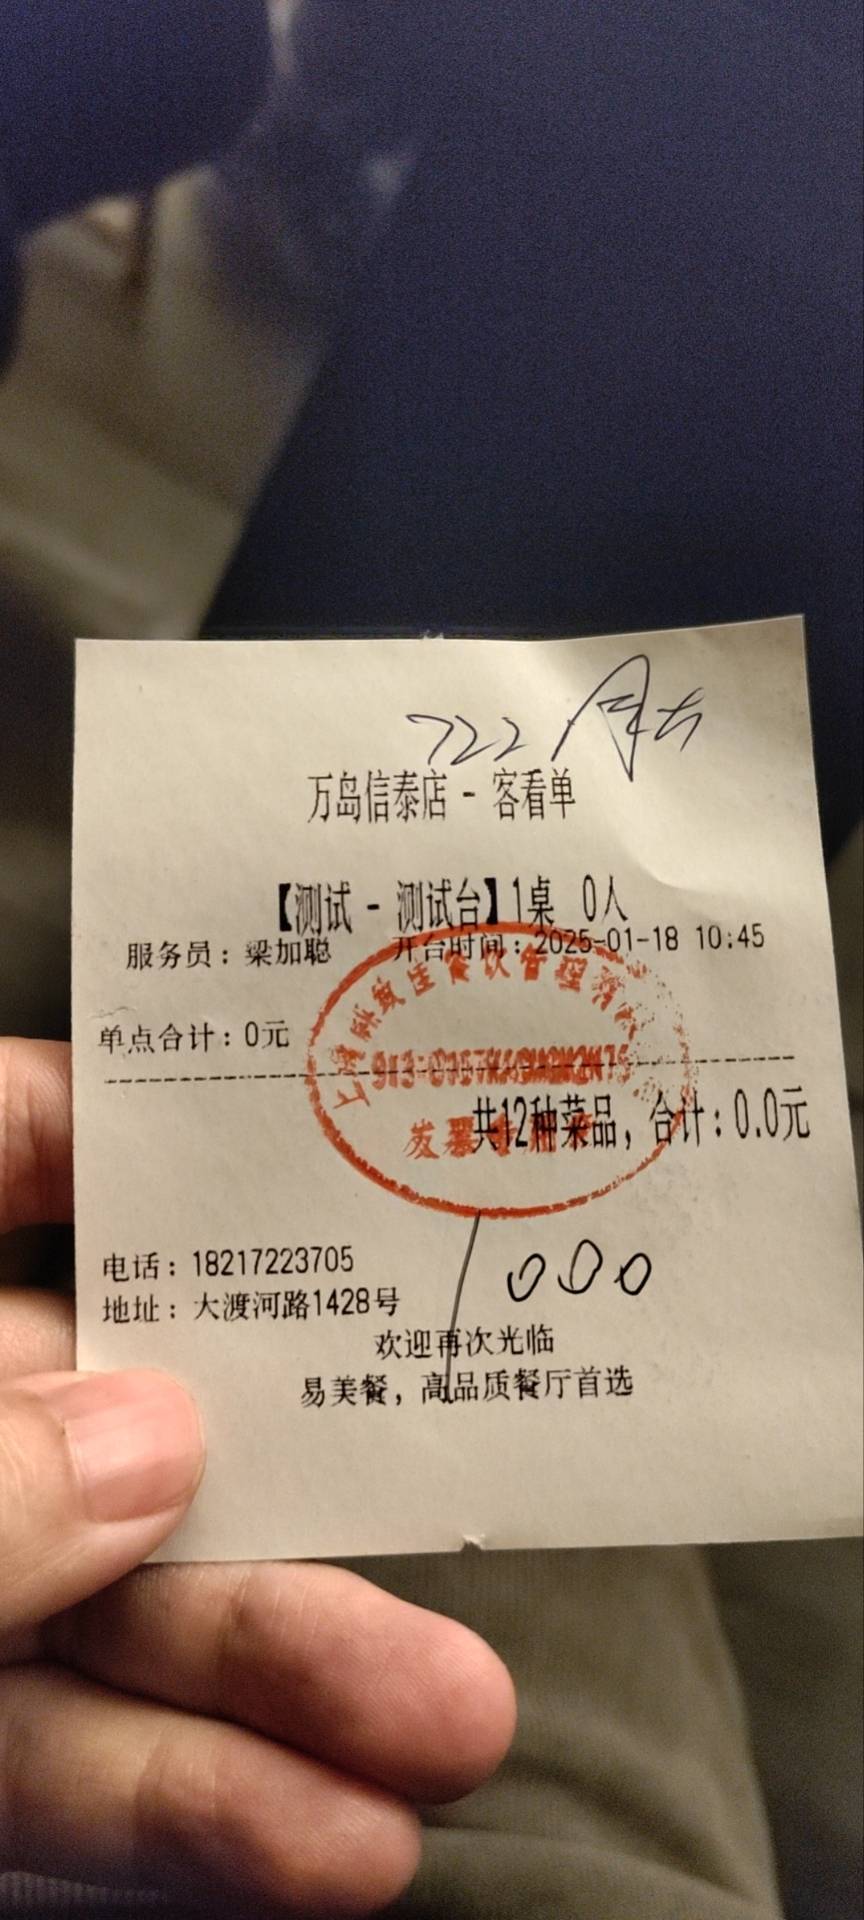 722
万岛信泰店 - 客看单
【测试 - 测试台】1桌 0人
服务员：梁加聪 开台时间：2025-01-18 10:45
单点合计：0元
共12种菜品，合计：0.0元
电话：18217223705
1000
地址：大渡河路1428号
欢迎再次光临
易美餐，高品质餐厅首选